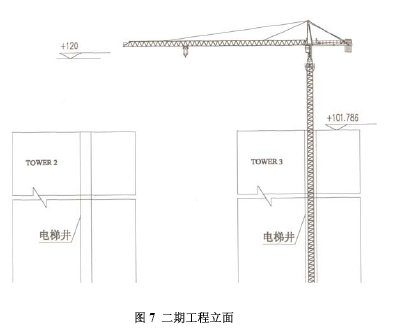 +120
+101.786
TOWER 2
TOWER 3
电梯井
电梯井
图 7 二期工程立面